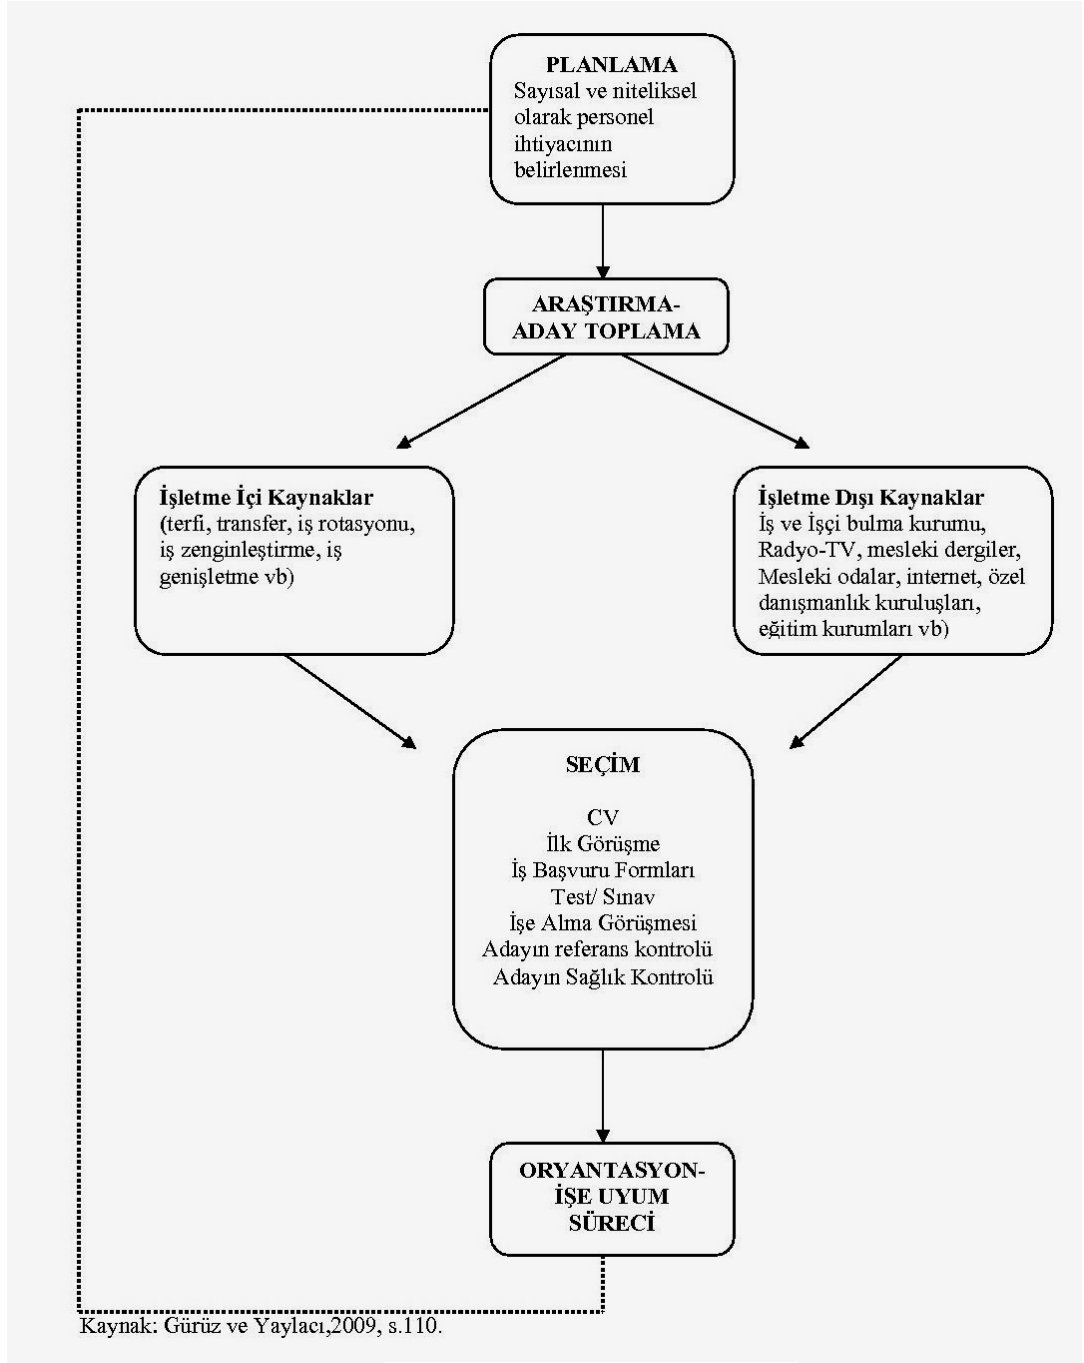 PLANLAMA
Sayısal ve niteliksel
olarak personel
ihtiyacının
belirlenmesi
ARAŞTIRMA-
ADAY TOPLAMA
İşletme İçi Kaynaklar
(terfi, transfer, iş rotasyonu,
iş zenginleştirme, iş
genişletme vb)
İşletme Dışı Kaynaklar
İş ve İşçi bulma kurumu,
Radyo-TV, mesleki dergiler,
Mesleki odalar, internet, özel
danışmanlık kuruluşları,
eğitim kurumları vb)
SEÇİM
CV
İlk Görüşme
İş Başvuru Formları
Test/ Sınav
İşe Alma Görüşmesi
Adayın referans kontrolü
Adayın Sağlık Kontrolü
ORYANTASYON-
İŞE UYUM
SÜRECİ
Kaynak: Gürüz ve Yaylacı,2009, s.110.